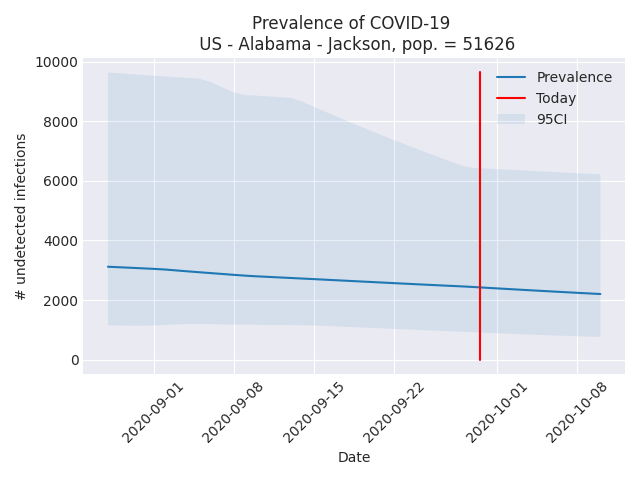 Prevalence of COVID-19
US - Alabama - Jackson, pop. = 51626
10000
8000
6000
4000
2000
0
# undetected infections
Prevalence
Today
95CI
2020-09-01
2020-09-08
2020-09-15
2020-09-22
2020-10-01
2020-10-08
Date